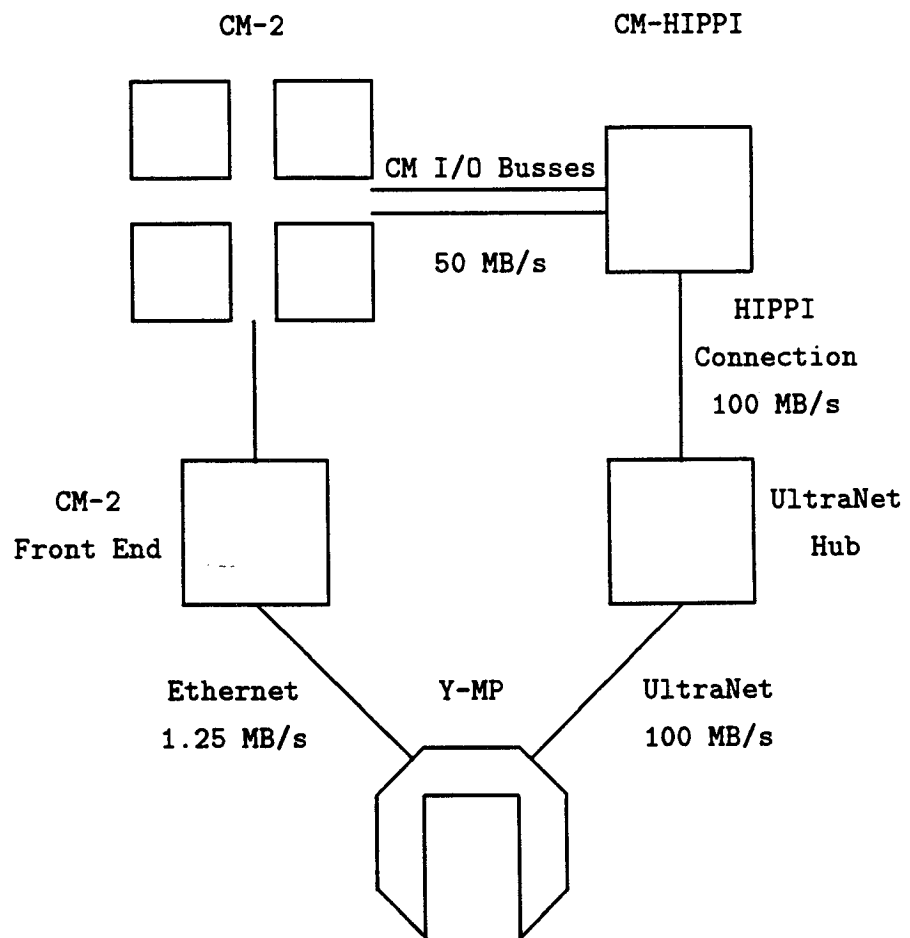 CM-2
CM-HIPPI
CM I/O Busses
50 MB/s
HIPPI
Connection
100 MB/s
CM-2
Front End
UltraNet
Hub
Ethernet
1.25 MB/s
Y-MP
UltraNet
100 MB/s